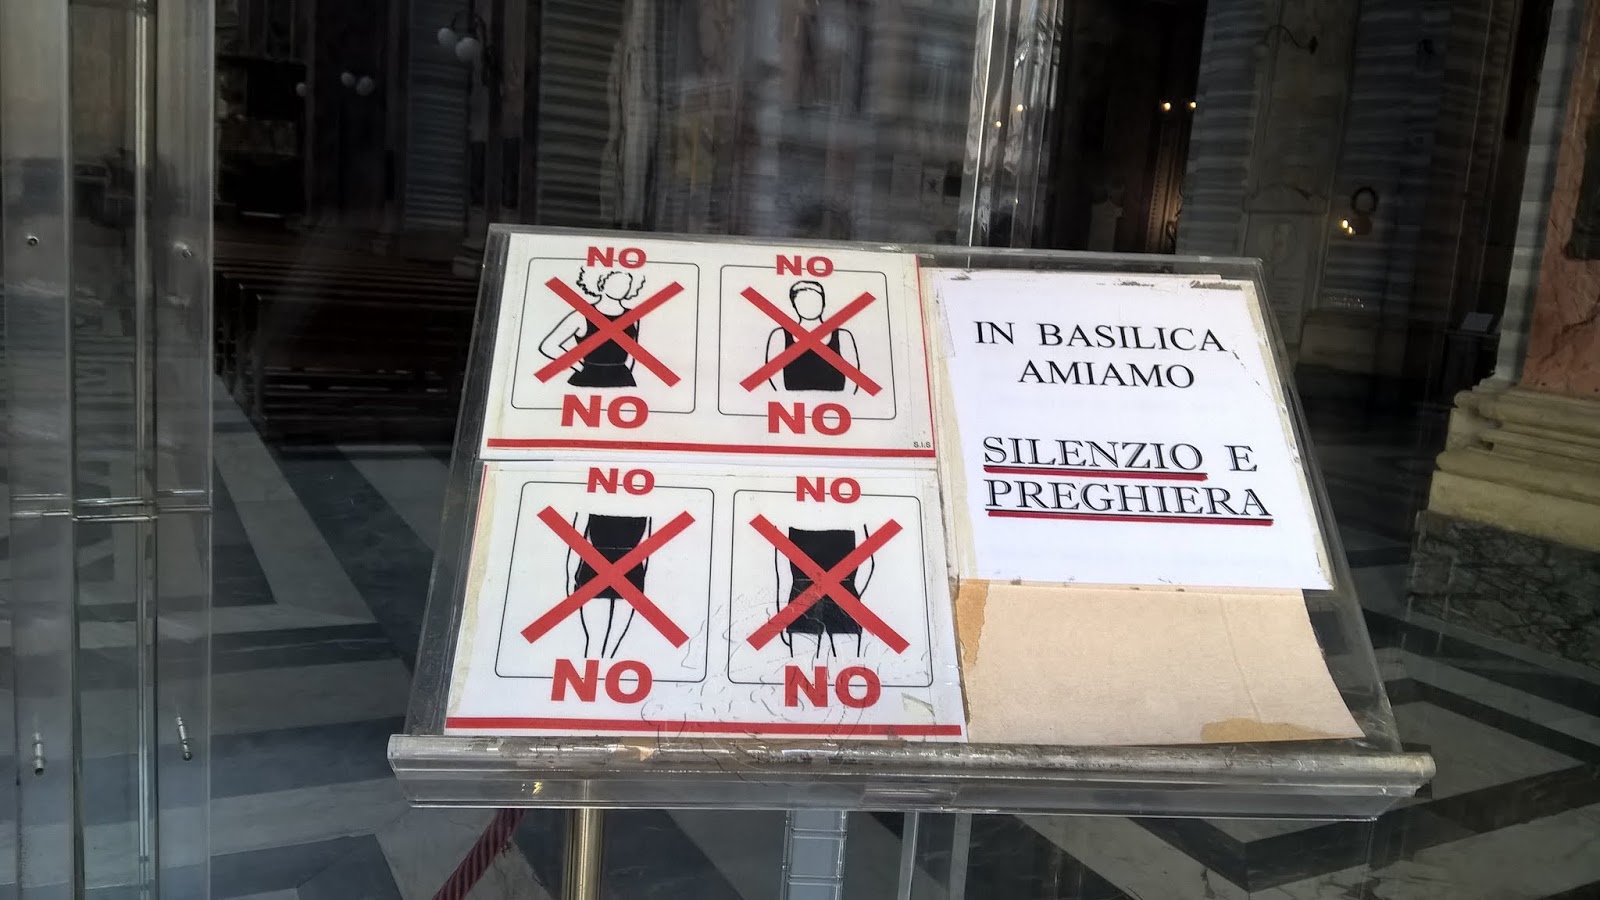 NO
NO
NO
NO
S.I.S
NO
NO
NO
NO
IN BASILICA
AMIAMO
SILENZIO E
PREGHIERA